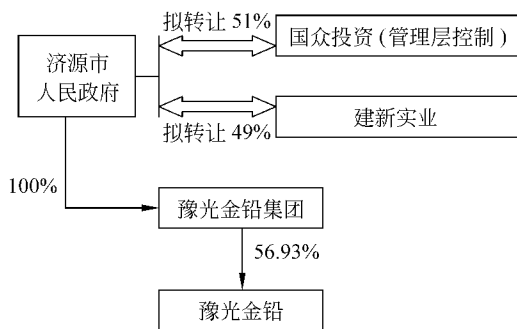 拟转让 51%
国众投资(管理层控制)
济源市
人民政府
拟转让 49%
建新实业
100%
豫光金铅集团
56.93%
豫光金铅